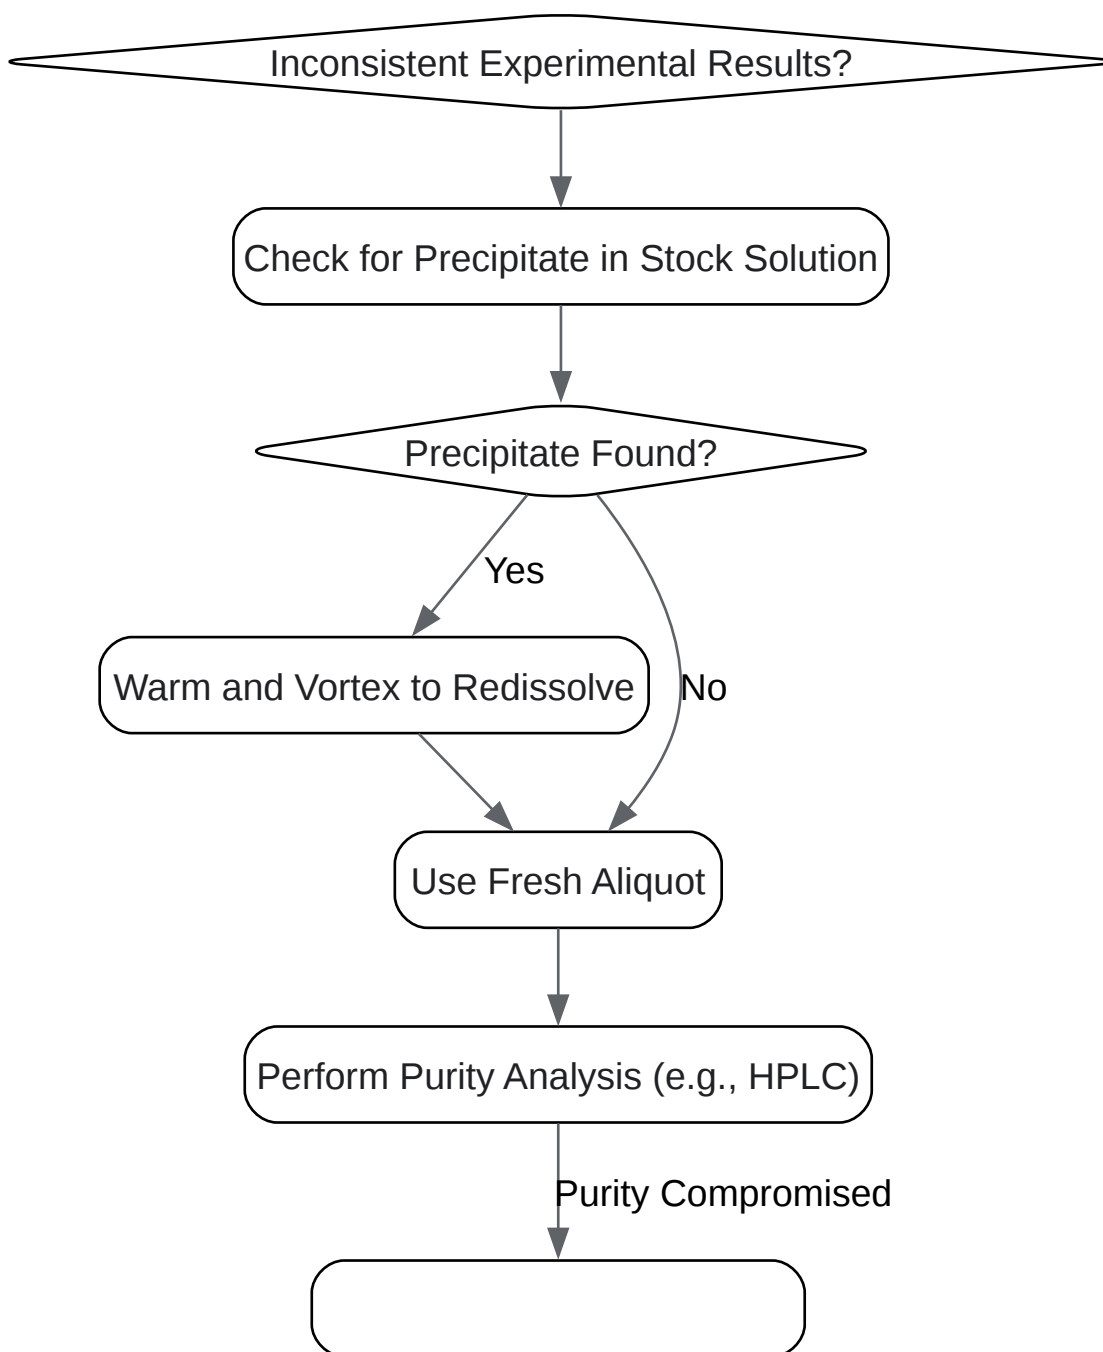 Inconsistent Experimental Results?
Check for Precipitate in Stock Solution
Precipitate Found?
Yes
Warm and Vortex to Redissolve
No
Use Fresh Aliquot
Perform Purity Analysis (e.g., HPLC)
Purity Compromised